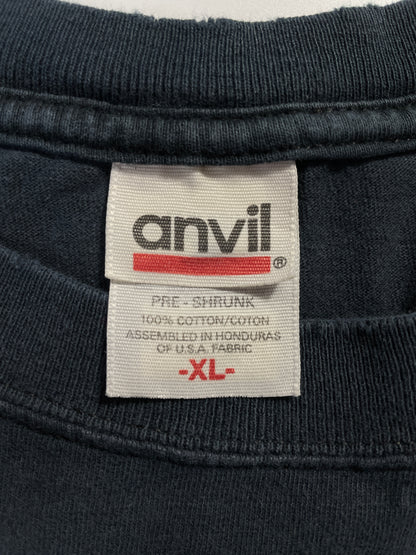 anvil
®
PRE - SHRUNK
100% COTTON/COTON
ASSEMBLED IN HONDURAS
OF U.S.A. FABRIC
-XL-